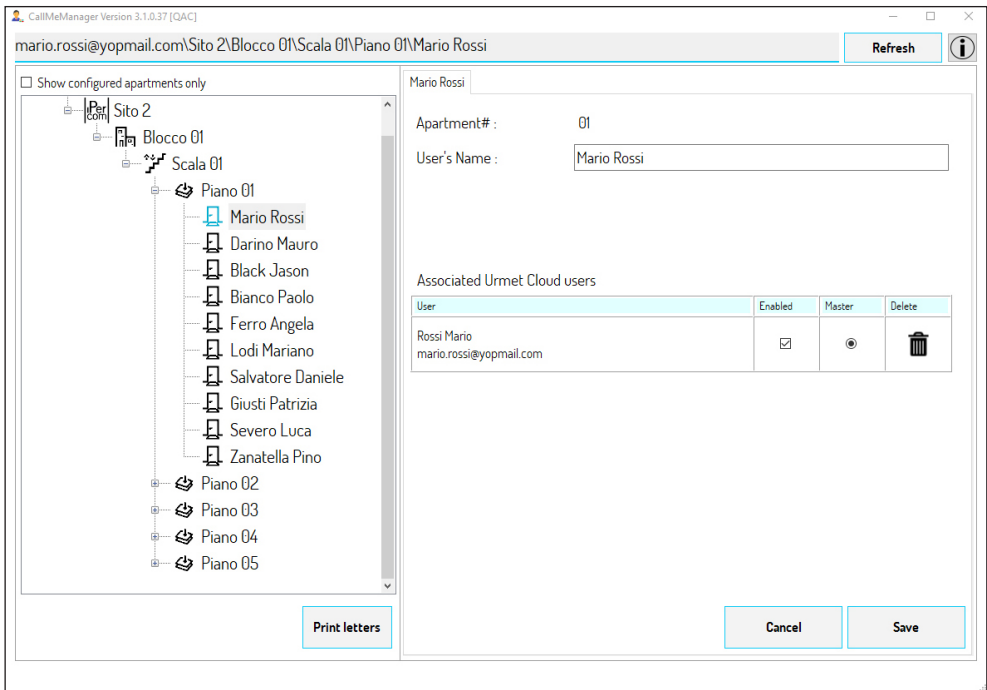 CallMeManager Version 3.1.0.37 [QAC]
mario.rossi@yopmail.com\Sito 2\Blocco 01\Scala 01\Piano 01\Mario Rossi
Refresh
Show configured apartments only
iPer
com
Sito 2
Blocco 01
Scala 01
Piano 01
Mario Rossi
Darino Mauro
Black Jason
Bianco Paolo
Ferro Angela
Lodi Mariano
Salvatore Daniele
Giusti Patrizia
Severo Luca
Zanatella Pino
Piano 02
Piano 03
Piano 04
Piano 05
Print letters
Mario Rossi
Apartment# : 01
User's Name : Mario Rossi
Associated Urmet Cloud users
User Enabled Master Delete
Rossi Mario
mario.rossi@yopmail.com
Cancel Save